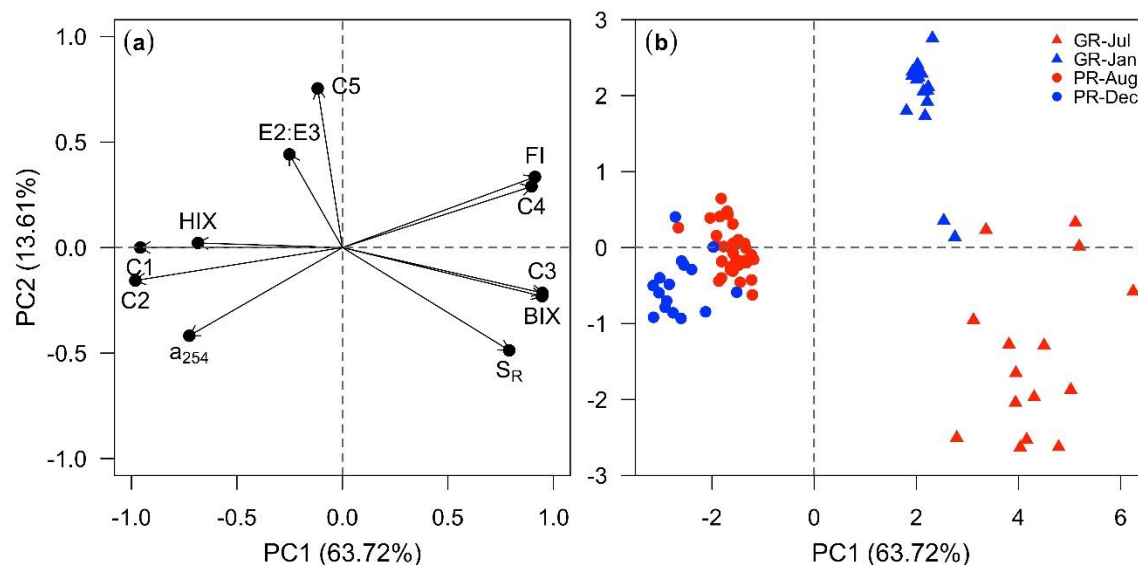 (a)
1.0
0.5
0.0
-0.5
-1.0
PC2 (13.61%)
C5
E2:E3
FI
C4
HIX
C1
C2
C3
BIX
a254
SR
-1.0 -0.5 0.0 0.5 1.0
PC1 (63.72%)
(b)
3
2
1
0
-1
-2
-3
GR-Jul
GR-Jan
PR-Aug
PR-Dec
-2 0 2 4 6
PC1 (63.72%)